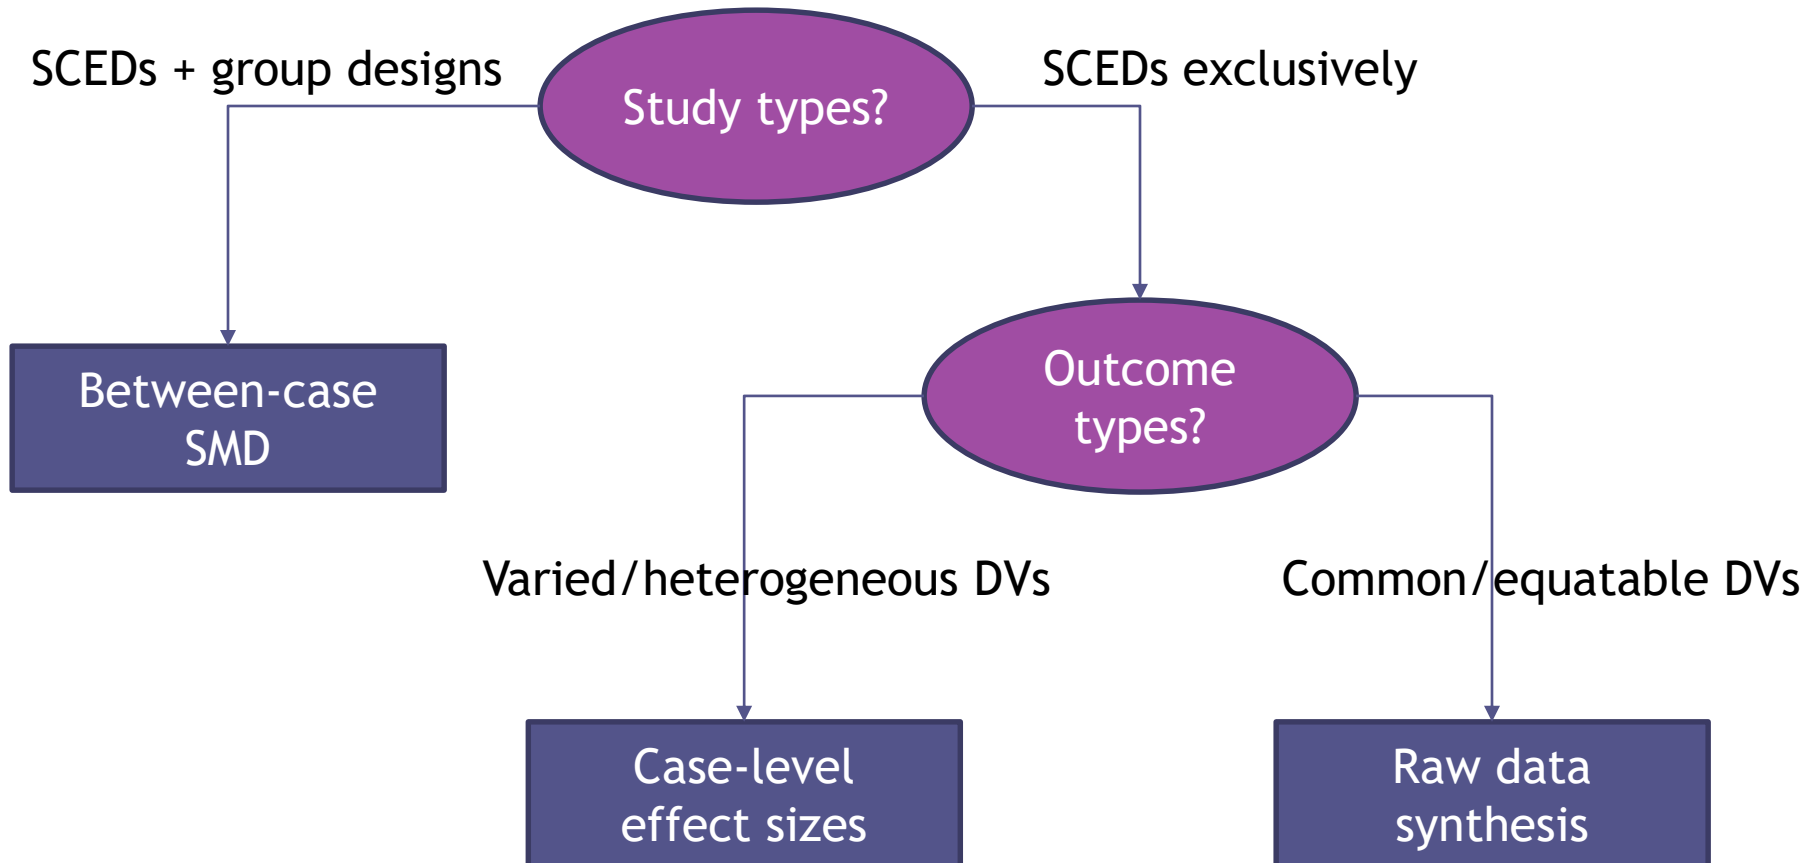 SCEDs + group designs
Study types?
SCEDs exclusively
Between-case
SMD
Outcome
types?
Varied/heterogeneous DVs
Common/equatable DVs
Case-level
effect sizes
Raw data
synthesis